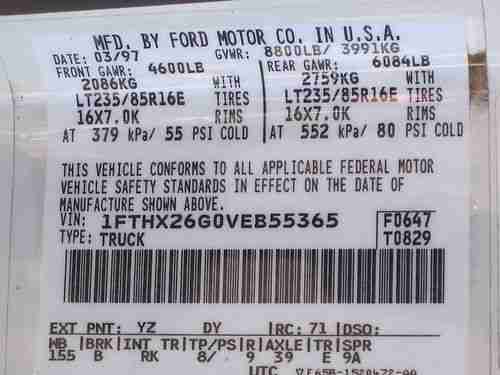 MFD. BY FORD MOTOR CO. IN U.S.A.
DATE: 03/97 GVWR: 8800LB/ 3991KG
FRONT GAWR: 4600LB REAR GAWR: 6084LB
2086KG WITH 2759KG WITH
LT235/85R16E TIRES LT235/85R16E TIRES
16X7.0K RIMS 16X7.0K RIMS
AT 379 kPa/ 55 PSI COLD AT 552 kPa/ 80 PSI COLD
THIS VEHICLE CONFORMS TO ALL APPLICABLE FEDERAL MOTOR
VEHICLE SAFETY STANDARDS IN EFFECT ON THE DATE OF
MANUFACTURE SHOWN ABOVE.
VIN: 1FTHX26G0VEB55365 F0647
TYPE: TRUCK T0829
EXT PNT: YZ DY |RC: 71 |DSO:
WB |BRK|INT TR|TP/PS|R|AXLE|TR|SPR
155 B RK 8/ 9 39 E 9A
UTC